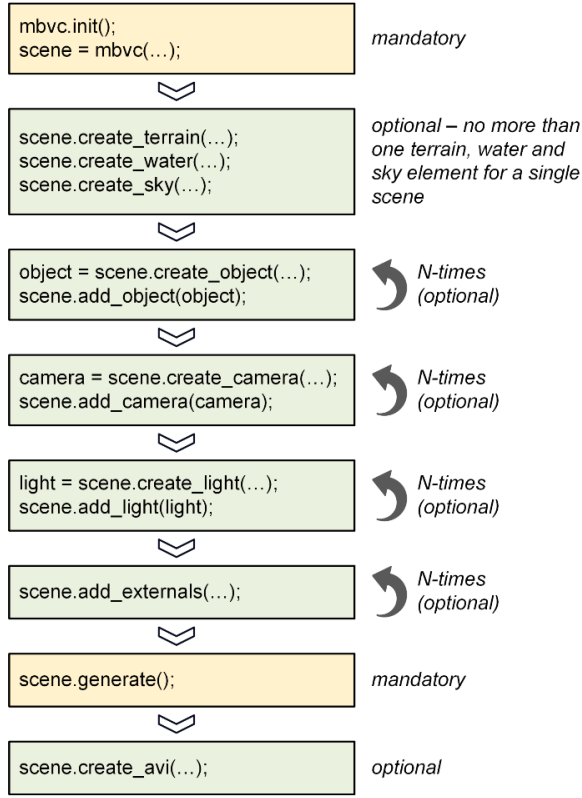 mbvc.init();
scene = mbvc(…);
mandatory
scene.create_terrain(…);
scene.create_water(…);
scene.create_sky(…);
optional – no more than
one terrain, water and
sky element for a single
scene
object = scene.create_object(…);
scene.add_object(object);
N-times
(optional)
camera = scene.create_camera(…);
scene.add_camera(camera);
N-times
(optional)
light = scene.create_light(…);
scene.add_light(light);
N-times
(optional)
scene.add_externals(…);
N-times
(optional)
scene.generate();
mandatory
scene.create_avi(…);
optional